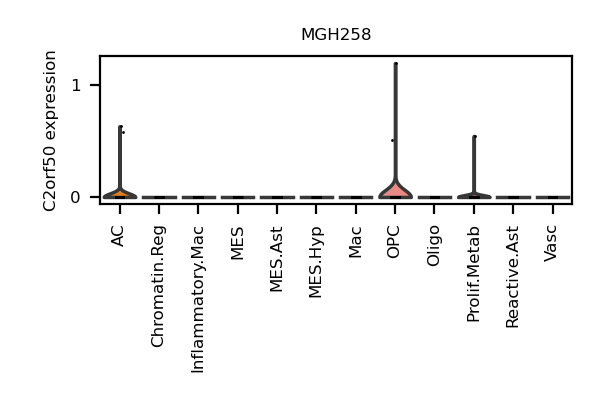 MGH258
C2orf50 expression
1
0
AC
Chromatin.Reg
Inflammatory.Mac
MES
MES.Ast
MES.Hyp
Mac
OPC
Oligo
Prolif.Metab
Reactive.Ast
Vasc